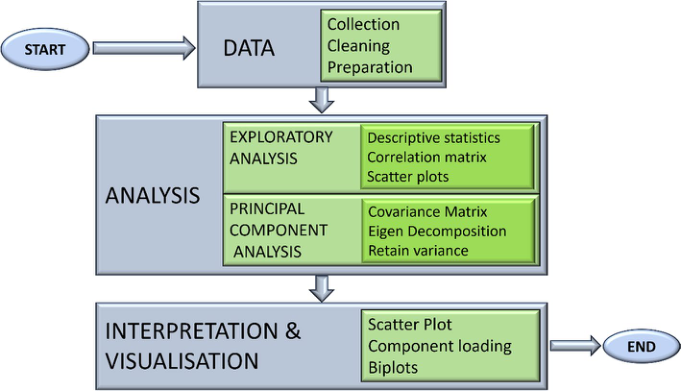 START
DATA
Collection
Cleaning
Preparation
ANALYSIS
EXPLORATORY
ANALYSIS
Descriptive statistics
Correlation matrix
Scatter plots
PRINCIPAL
COMPONENT
ANALYSIS
Covariance Matrix
Eigen Decomposition
Retain variance
INTERPRETATION &
VISUALISATION
Scatter Plot
Component loading
Biplots
END